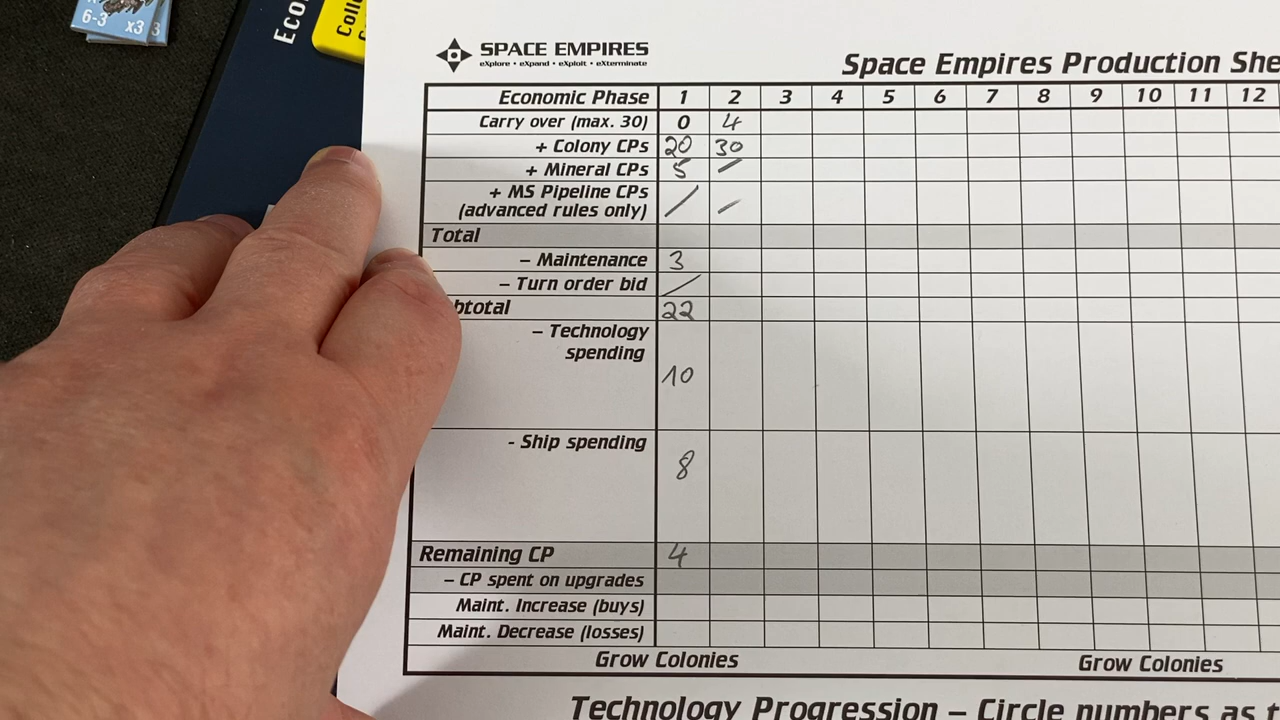 6-3 x3 3
Eco
Coll
SPACE EMPIRES
eXplore • eXpand • eXploit • eXterminate
Space Empires Production She
Economic Phase 1 2 3 4 5 6 7 8 9 10 11 12
Carry over (max. 30) 0 4
+ Colony CPs 20 30
+ Mineral CPs 5 /
+ MS Pipeline CPs
(advanced rules only) / /
Total
– Maintenance 3
– Turn order bid /
btotal 22
– Technology
spending
10
- Ship spending
8
Remaining CP 4
– CP spent on upgrades
Maint. Increase (buys)
Maint. Decrease (losses)
Grow Colonies Grow Colonies
Technology Progression – Circle numbers as t